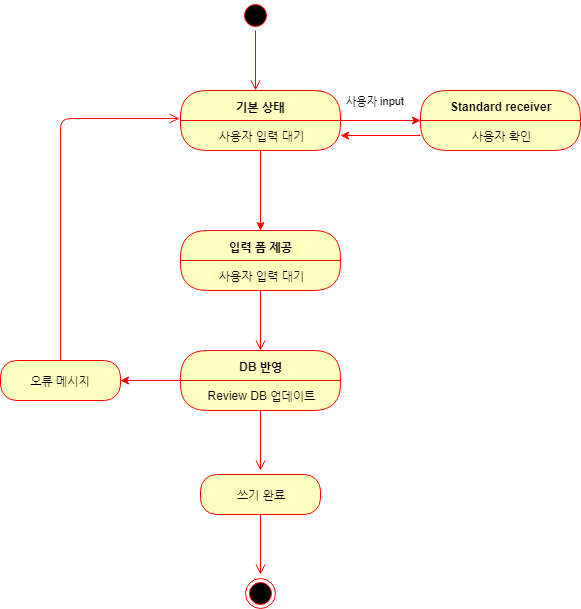 기본 상태
사용자 입력 대기
사용자 input
Standard receiver
사용자 확인
입력 폼 제공
사용자 입력 대기
DB 반영
Review DB 업데이트
오류 메시지
쓰기 완료